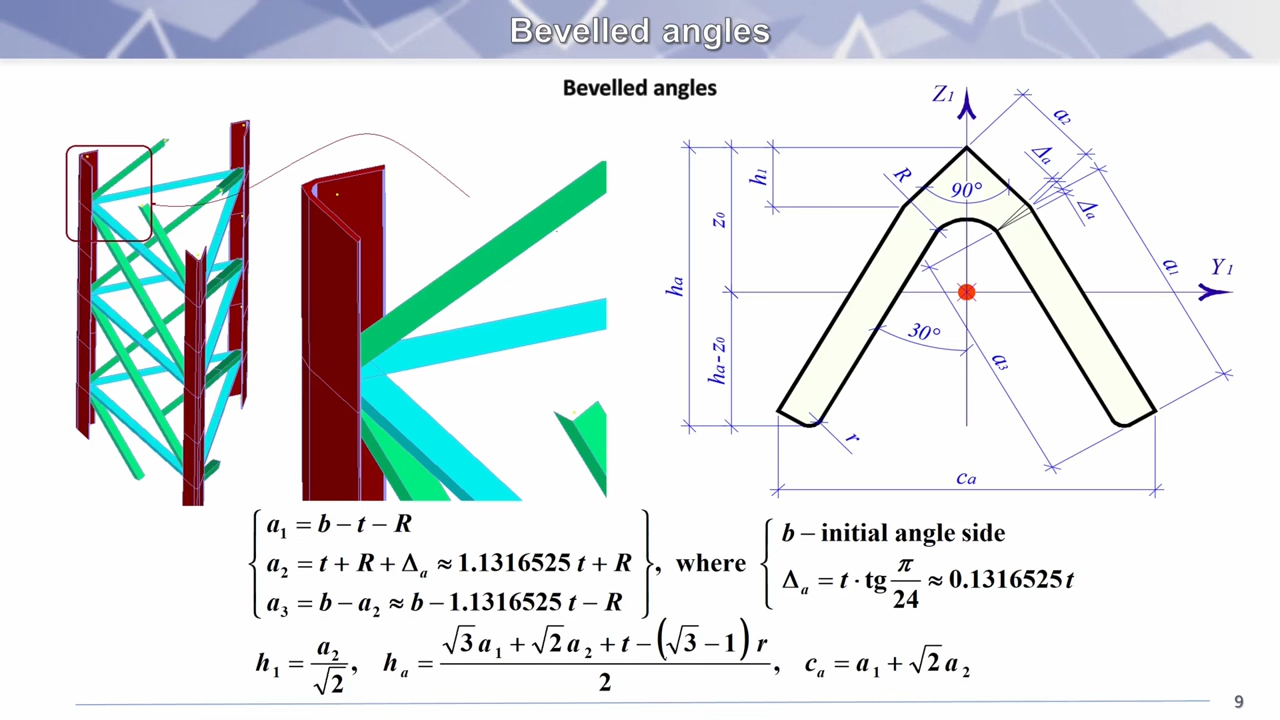 Bevelled angles
Bevelled angles
Z₁
a₂
Δₐ
h₁
R
90°
Δₐ
z₀
a₁
Y₁
hₐ
30°
hₐ - z₀
a₃
r
cₐ
a₁ = b − t − R
a₂ = t + R + Δₐ ≈ 1.1316525 t + R
a₃ = b − a₂ ≈ b − 1.1316525 t − R
, where
b − initial angle side
Δₐ = t · tg π/24 ≈ 0.1316525 t
h₁ = a₂/√2, hₐ = (√3 a₁ + √2 a₂ + t − (√3 − 1) r)/2, cₐ = a₁ + √2 a₂
9